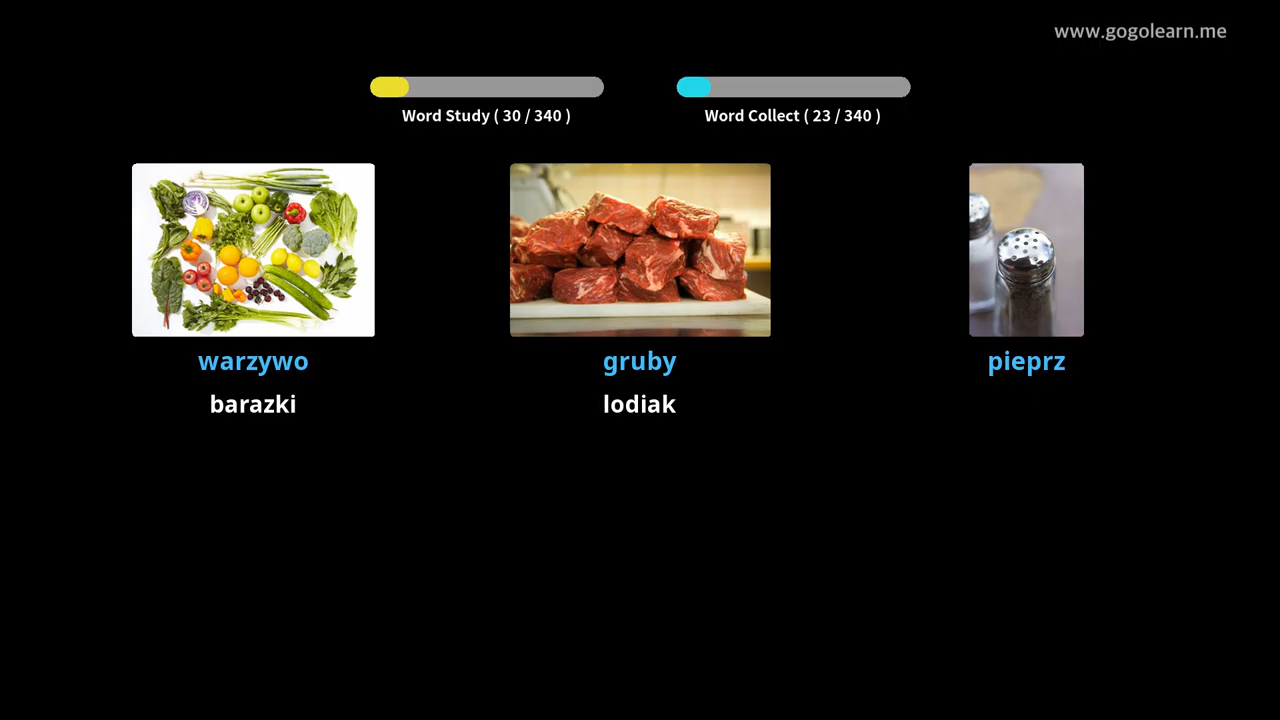 www.gogolearn.me
Word Study ( 30 / 340 )
Word Collect ( 23 / 340 )
warzywo
gruby
pieprz
barazki
lodiak